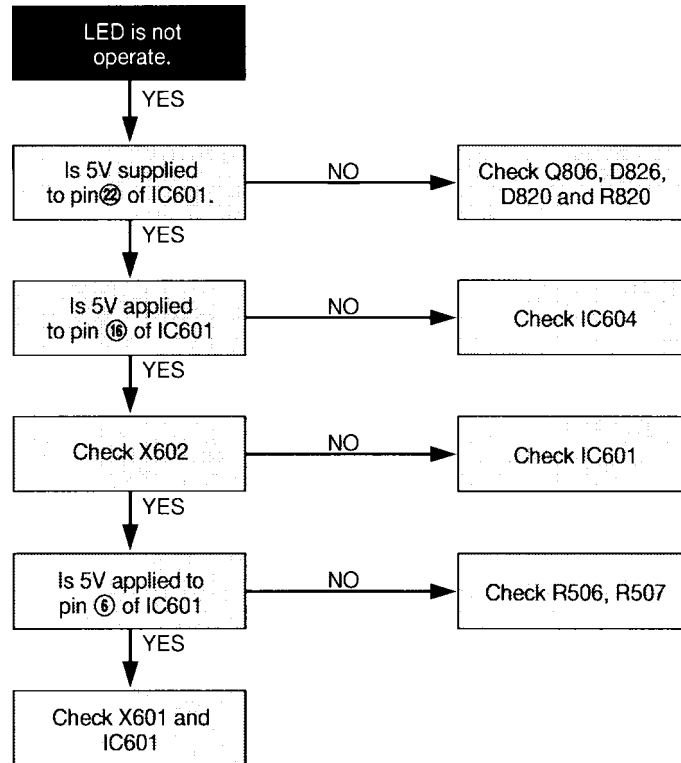 LED is not
operate.
YES
Is 5V supplied
to pin㉒ of IC601.
NO
Check Q806, D826,
D820 and R820
YES
Is 5V applied
to pin ⑯ of IC601
NO
Check IC604
YES
Check X602
NO
Check IC601
YES
Is 5V applied to
pin ⑥ of IC601
NO
Check R506, R507
YES
Check X601 and
IC601